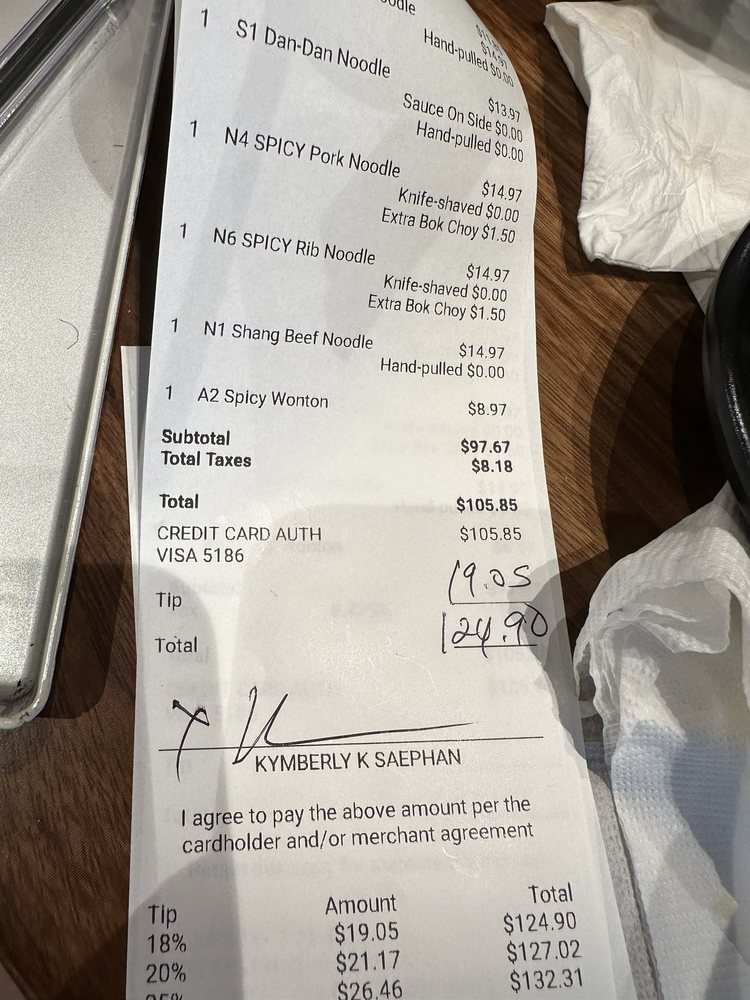 1 S1 Dan-Dan Noodle
Hand-pulled $0.00
$13.97
Sauce On Side $0.00
Hand-pulled $0.00
1 N4 SPICY Pork Noodle
$14.97
Knife-shaved $0.00
Extra Bok Choy $1.50
1 N6 SPICY Rib Noodle
$14.97
Knife-shaved $0.00
Extra Bok Choy $1.50
1 N1 Shang Beef Noodle
$14.97
Hand-pulled $0.00
1 A2 Spicy Wonton $8.97
Subtotal $97.67
Total Taxes $8.18
Total $105.85
CREDIT CARD AUTH $105.85
VISA 5186
Tip 19.05
Total 124.90
x
KYMBERLY K SAEPHAN
I agree to pay the above amount per the
cardholder and/or merchant agreement
Tip Amount Total
18% $19.05 $124.90
20% $21.17 $127.02
25% $26.46 $132.31